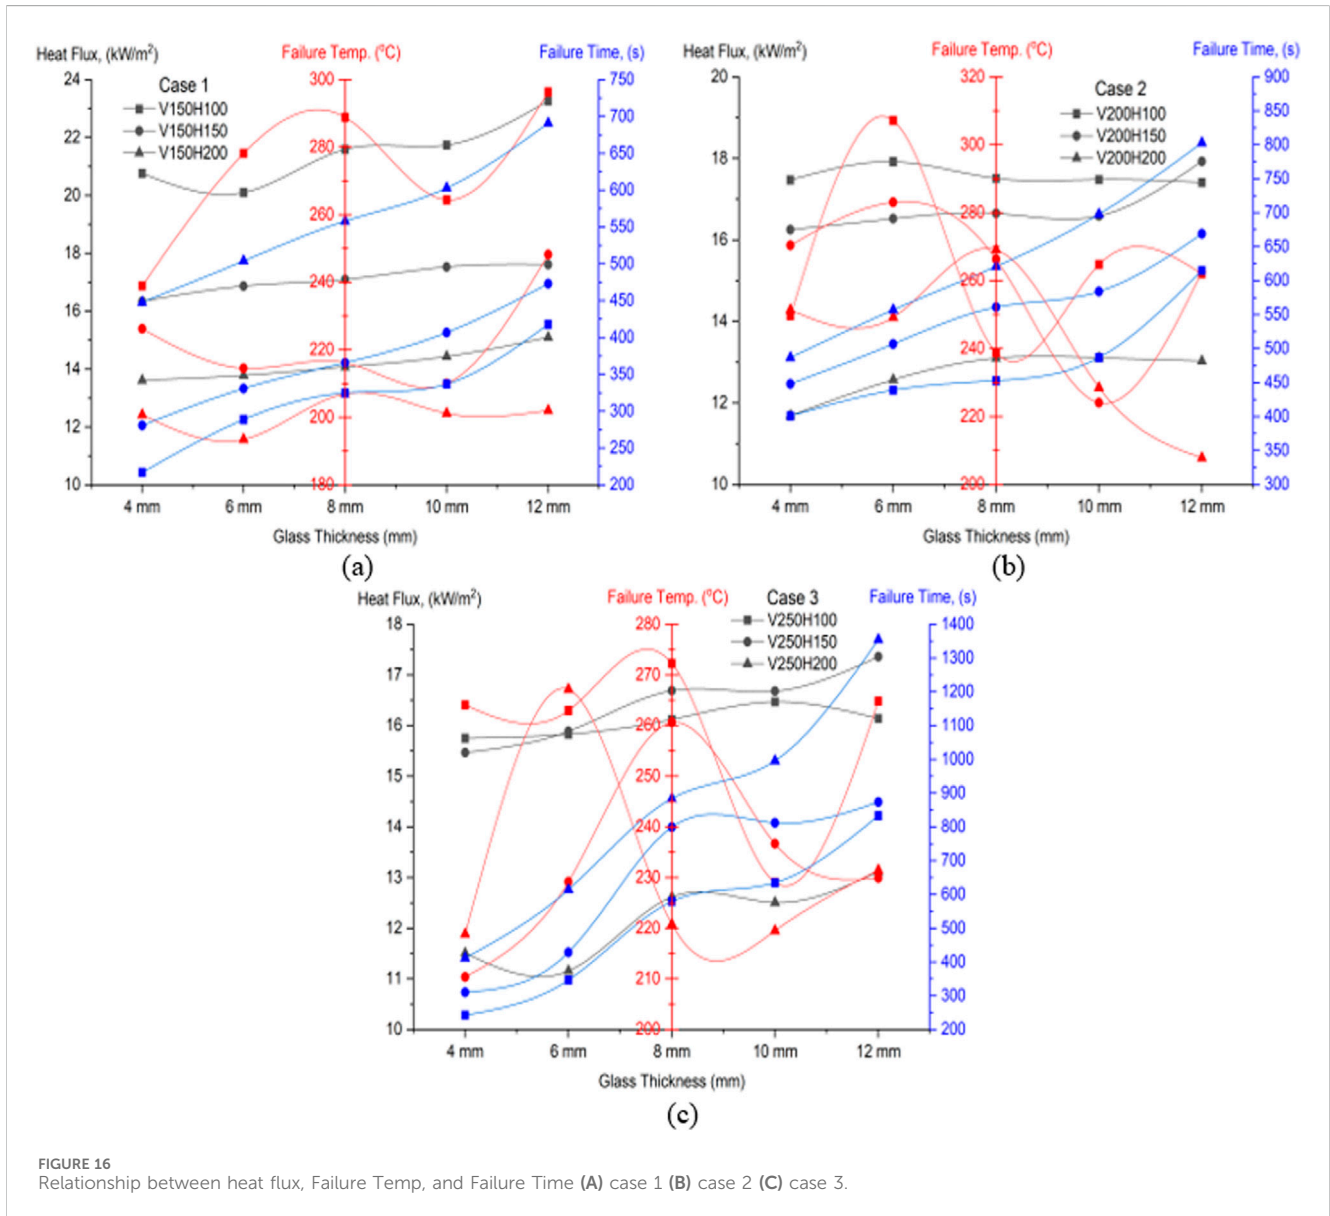 Heat Flux, (kW/m²) Failure Temp. (°C) Failure Time, (s)
24 300 750
Case 1
V150H100
V150H150
V150H200
22 280 700
20 260 650
18 240 600
16 220 550
14 200 500
12 180 450
10 400
350
300
250
200
4 mm 6 mm 8 mm 10 mm 12 mm
Glass Thickness (mm)
(a)
Heat Flux, (kW/m²) Failure Temp. (°C) Failure Time, (s)
20 320 900
Case 2
V200H100
V200H150
V200H200
18 300 850
16 280 800
14 260 750
12 240 700
10 220 650
200 600
550
500
450
400
350
300
4 mm 6 mm 8 mm 10 mm 12 mm
Glass Thickness (mm)
(b)
Heat Flux, (kW/m²) Failure Temp. (°C) Case 3 Failure Time, (s)
V250H100
V250H150
V250H200
18 280 1400
17 270 1300
16 260 1200
15 250 1100
14 240 1000
13 230 900
12 220 800
11 210 700
10 200 600
500
400
300
200
4 mm 6 mm 8 mm 10 mm 12 mm
Glass Thickness (mm)
(c)
FIGURE 16
Relationship between heat flux, Failure Temp, and Failure Time (A) case 1 (B) case 2 (C) case 3.